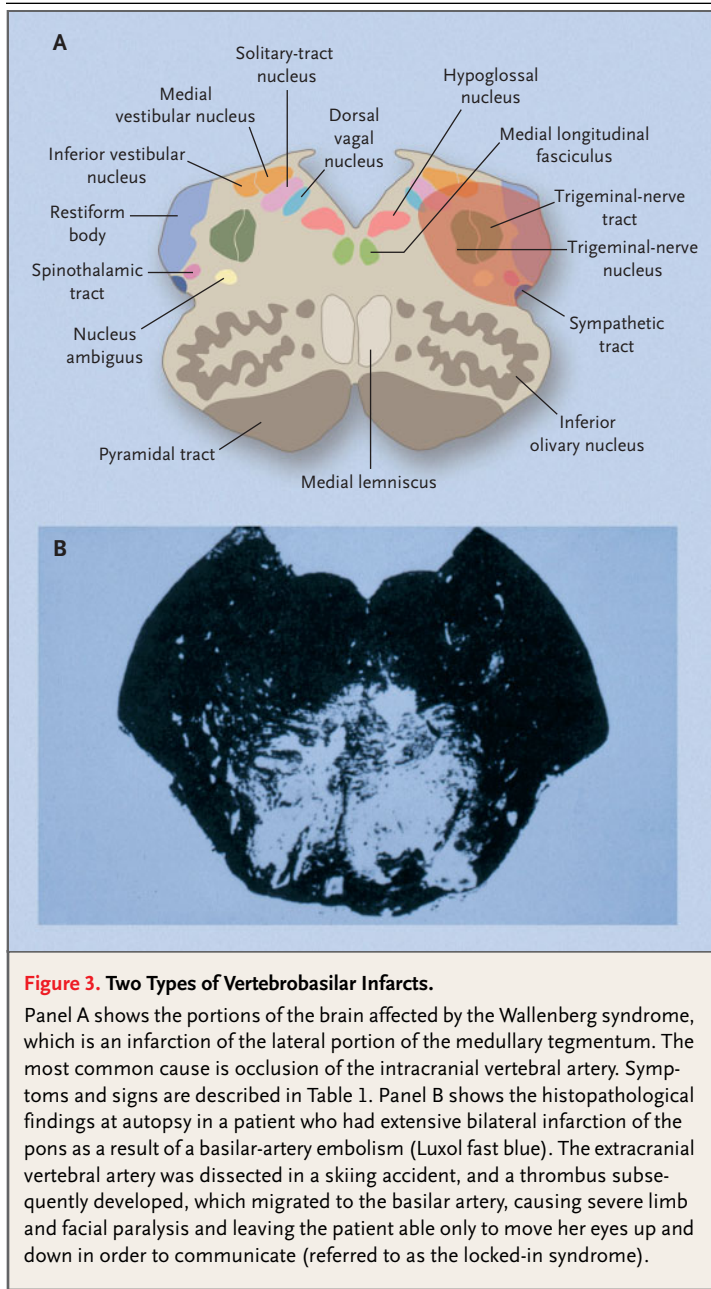 A
Solitary-tract
nucleus
Medial
vestibular nucleus
Dorsal
vagal
nucleus
Hypoglossal
nucleus
Medial longitudinal
fasciculus
Inferior vestibular
nucleus
Restiform
body
Trigeminal-nerve
tract
Trigeminal-nerve
nucleus
Spinothalamic
tract
Sympathetic
tract
Nucleus
ambiguus
Inferior
olivary nucleus
Pyramidal tract
Medial lemniscus
B
Figure 3. Two Types of Vertebrobasilar Infarcts.
Panel A shows the portions of the brain affected by the Wallenberg syndrome,
which is an infarction of the lateral portion of the medullary tegmentum. The
most common cause is occlusion of the intracranial vertebral artery. Symp-
toms and signs are described in Table 1. Panel B shows the histopathological
findings at autopsy in a patient who had extensive bilateral infarction of the
pons as a result of a basilar-artery embolism (Luxol fast blue). The extracranial
vertebral artery was dissected in a skiing accident, and a thrombus subse-
quently developed, which migrated to the basilar artery, causing severe limb
and facial paralysis and leaving the patient able only to move her eyes up and
down in order to communicate (referred to as the locked-in syndrome).